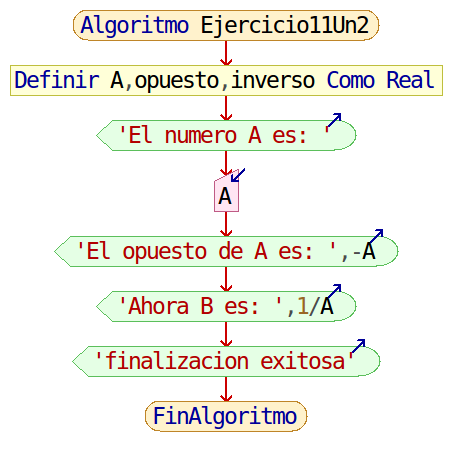 Algoritmo Ejercicio11Un2
Definir A,opuesto,inverso Como Real
'El numero A es: '
A
'El opuesto de A es: ',-A
'Ahora B es: ',1/A
'finalizacion exitosa'
FinAlgoritmo